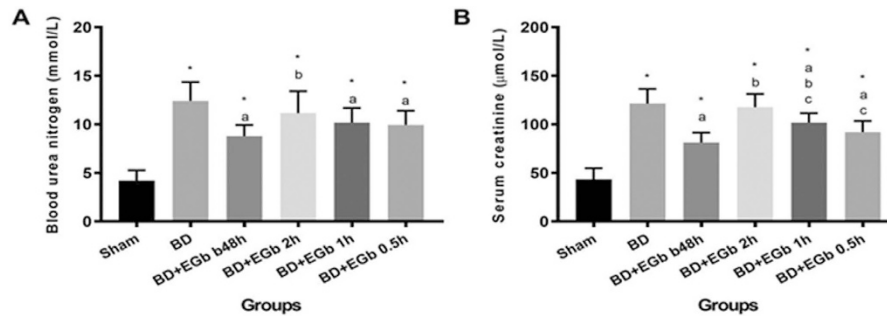 A
Blood urea nitrogen (mmol/L)
20
15
10
5
0
*
*
a
*
b
*
a
*
a
Sham
BD
BD+EGb b48h
BD+EGb 2h
BD+EGb 1h
BD+EGb 0.5h
Groups
B
Serum creatinine (μmol/L)
200
150
100
50
0
*
*
a
*
b
*
a
b
c
*
a
c
Sham
BD
BD+EGb b48h
BD+EGb 2h
BD+EGb 1h
BD+EGb 0.5h
Groups